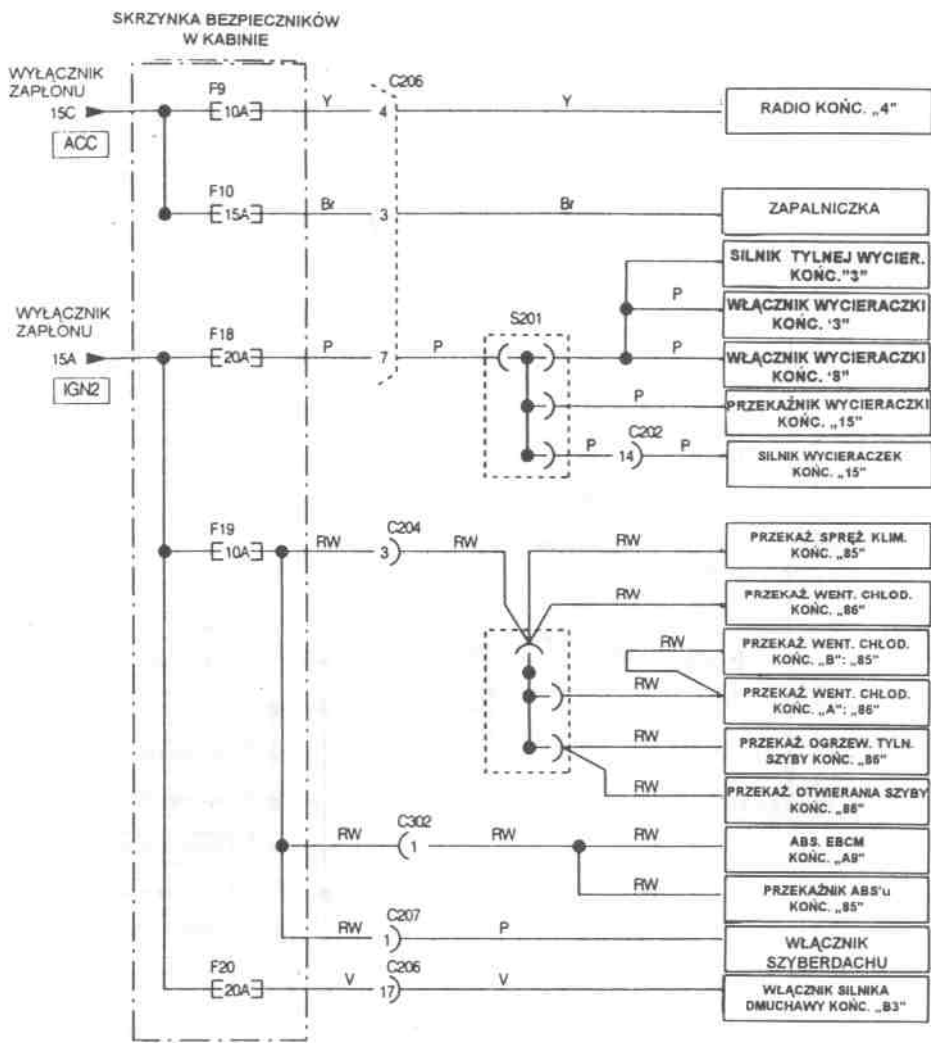 SKRZYNKA BEZPIECZNIKÓW
W KABINIE
WYŁĄCZNIK
ZAPŁONU
15C
ACC
F9
10A
Y
C206
4
Y
RADIO KOŃC. „4”
F10
15A
Br
3
Br
ZAPALNICZKA
SILNIK TYLNEJ WYCIER.
KOŃC."3"
P
WŁĄCZNIK WYCIERACZKI
KOŃC. '3"
WYŁĄCZNIK
ZAPŁONU
15A
IGN2
F18
20A
P
7
P
S201
P
WŁĄCZNIK WYCIERACZKI
KOŃC. '8"
P
PRZEKAŹNIK WYCIERACZKI
KOŃC. „15”
P
C202
14
P
SILNIK WYCIERACZEK
KOŃC. „15”
F19
10A
RW
C204
3
RW
RW
PRZEKAŹ. SPRĘŻ. KLIM.
KOŃC. „85”
RW
PRZEKAŹ. WENT. CHŁOD.
KOŃC. „86”
RW
PRZEKAŹ. WENT. CHŁOD.
KOŃC. „B”: „85”
RW
PRZEKAŹ. WENT. CHŁOD.
KOŃC. „A”: „86”
RW
PRZEKAŹ. OGRZEW. TYLN.
SZYBY KOŃC. „86”
RW
PRZEKAŹ. OTWIERANIA SZYBY
KOŃC. „86”
RW
C302
1
RW
RW
ABS. EBCM
KOŃC. „A9”
RW
PRZEKAŹNIK ABS'u
KOŃC. „85”
RW
C207
1
P
WŁĄCZNIK
SZYBERDACHU
F20
20A
V
C206
17
V
WŁĄCZNIK SILNIKA
DMUCHAWY KOŃC. „B3”